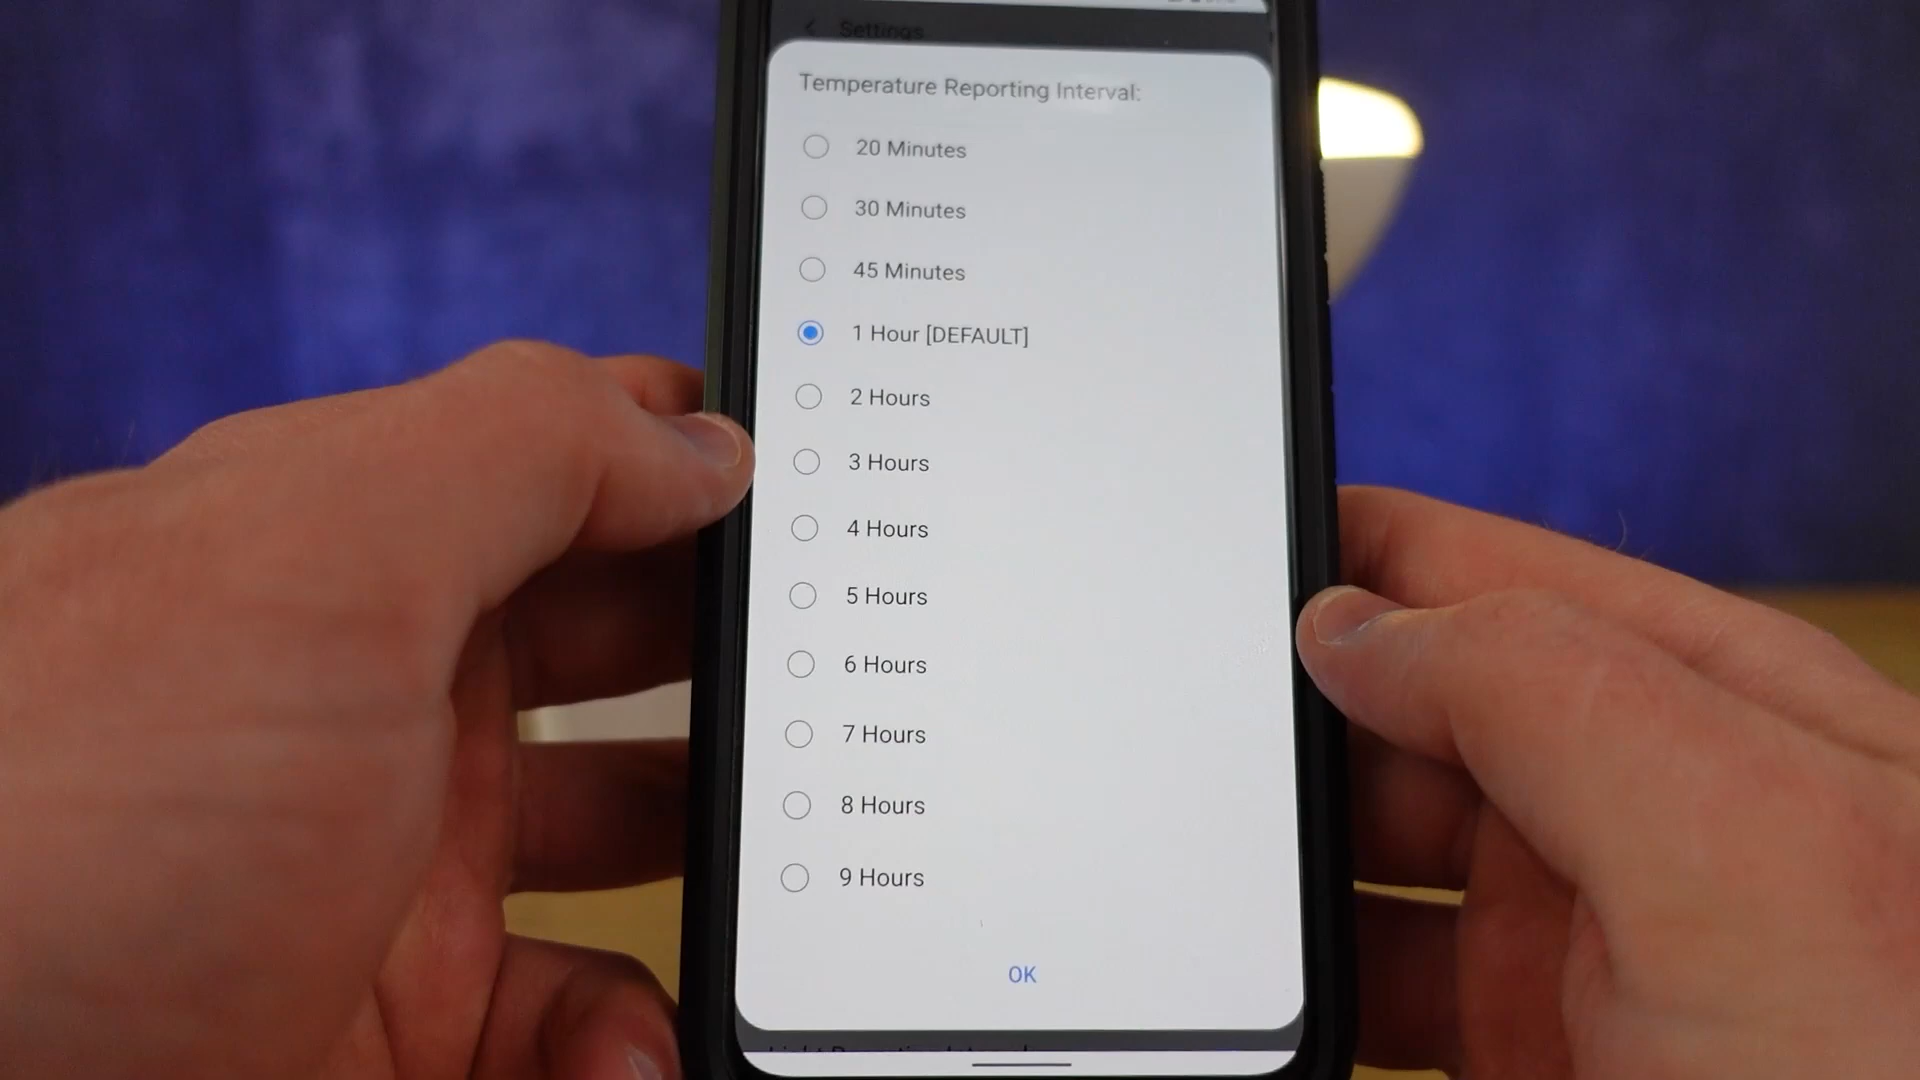 Settings
Temperature Reporting Interval:
20 Minutes
30 Minutes
45 Minutes
1 Hour [DEFAULT]
2 Hours
3 Hours
4 Hours
5 Hours
6 Hours
7 Hours
8 Hours
9 Hours
OK